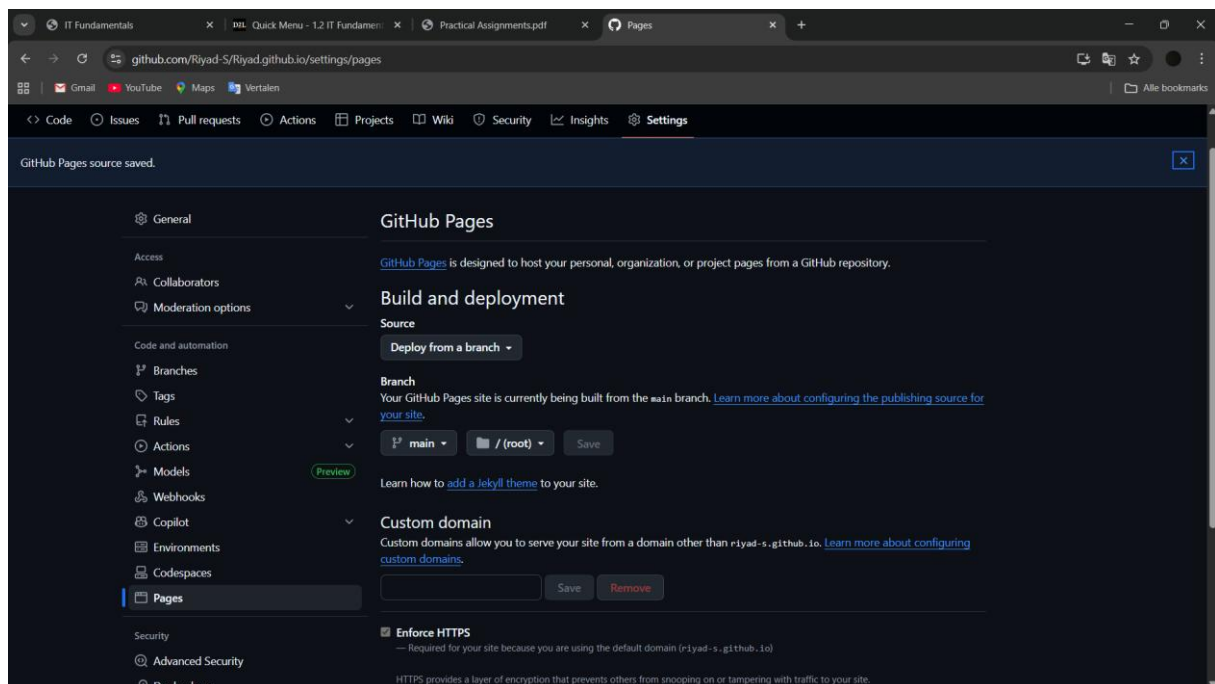 IT Fundamentals
D2L Quick Menu - 1.2 IT Fundamen
Practical Assignments.pdf
Pages
github.com/Riyad-S/Riyad.github.io/settings/pages
Gmail YouTube Maps Vertalen Alle bookmarks
Code Issues Pull requests Actions Projects Wiki Security Insights Settings
GitHub Pages source saved.
General
Access
Collaborators
Moderation options
Code and automation
Branches
Tags
Rules
Actions
Models Preview
Webhooks
Copilot
Environments
Codespaces
Pages
Security
Advanced Security
GitHub Pages
GitHub Pages is designed to host your personal, organization, or project pages from a GitHub repository.
Build and deployment
Source
Deploy from a branch
Branch
Your GitHub Pages site is currently being built from the main branch. Learn more about configuring the publishing source for
your site.
main / (root) Save
Learn how to add a Jekyll theme to your site.
Custom domain
Custom domains allow you to serve your site from a domain other than riyad-s.github.io. Learn more about configuring
custom domains.
Save Remove
Enforce HTTPS
— Required for your site because you are using the default domain (riyad-s.github.io)
HTTPS provides a layer of encryption that prevents others from snooping on or tampering with traffic to your site.